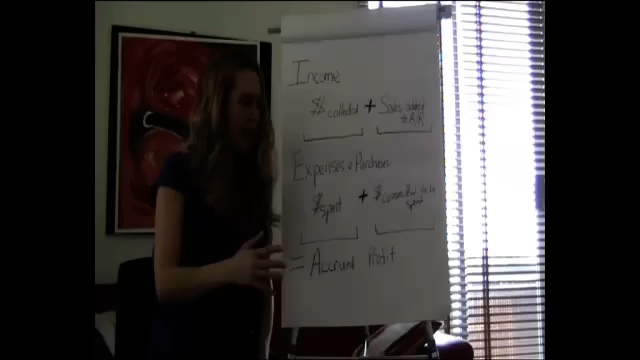 Income
$ collected + Sales added
to A/R
Expenses & Purchases
$ spent + $ committed to be
spent
= Accrual Profit